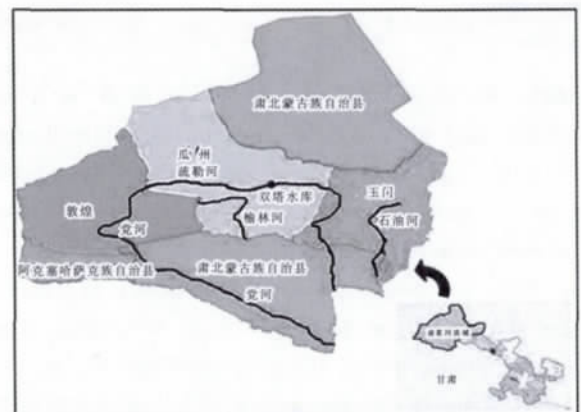 肃北蒙古族自治县
瓜州
疏勒河
双塔水库
玉门
敦煌
党河
榆林河
石油河
阿克塞哈萨克族自治县
肃北蒙古族自治县
党河
甘肃